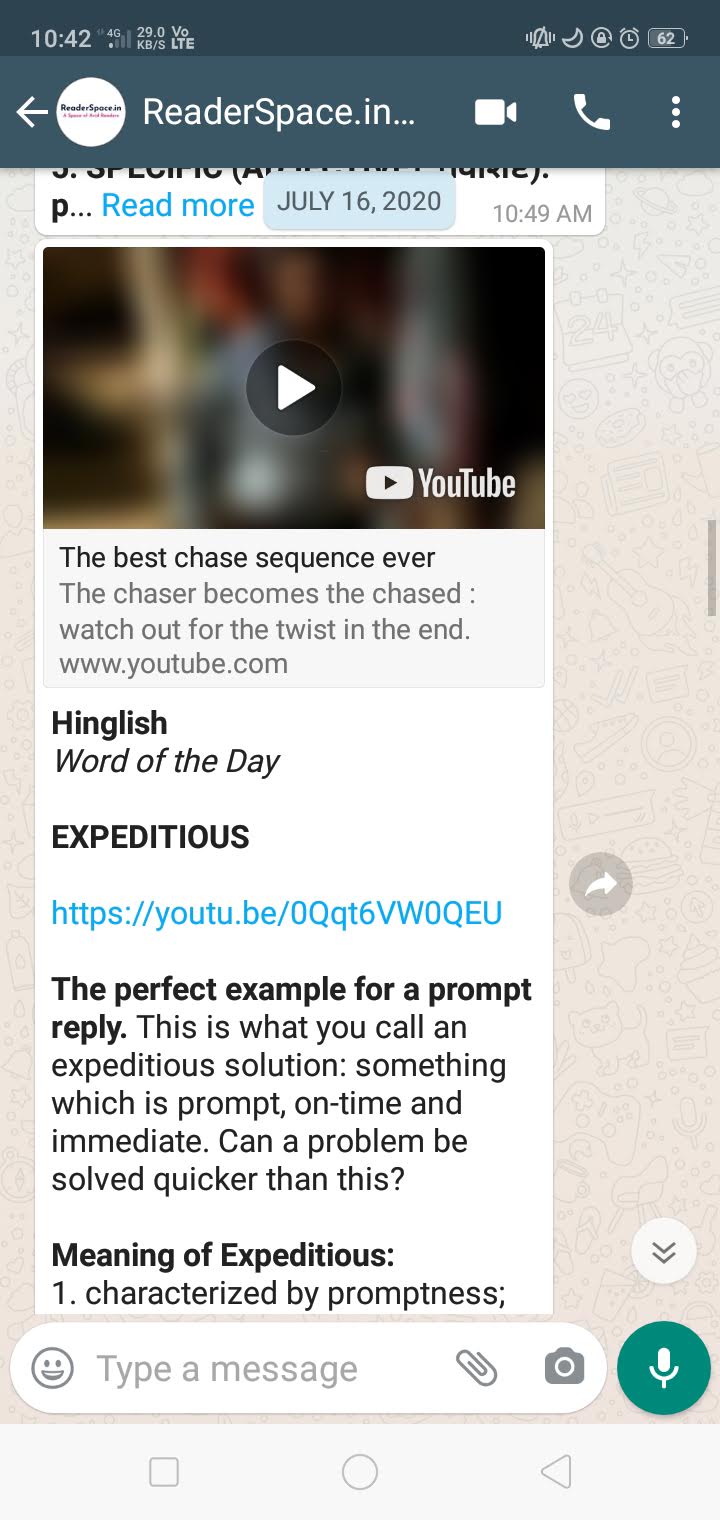 10:42 4G 29.0 KB/S Vo LTE 62
ReaderSpace.in
A Space of Avid Readers
ReaderSpace.in...
JULY 16, 2020
p... Read more
10:49 AM
24
YouTube
The best chase sequence ever
The chaser becomes the chased :
watch out for the twist in the end.
www.youtube.com
Hinglish
Word of the Day
EXPEDITIOUS
https://youtu.be/0Qqt6VW0QEU
The perfect example for a prompt
reply. This is what you call an
expeditious solution: something
which is prompt, on-time and
immediate. Can a problem be
solved quicker than this?
Meaning of Expeditious:
1. characterized by promptness;
Type a message